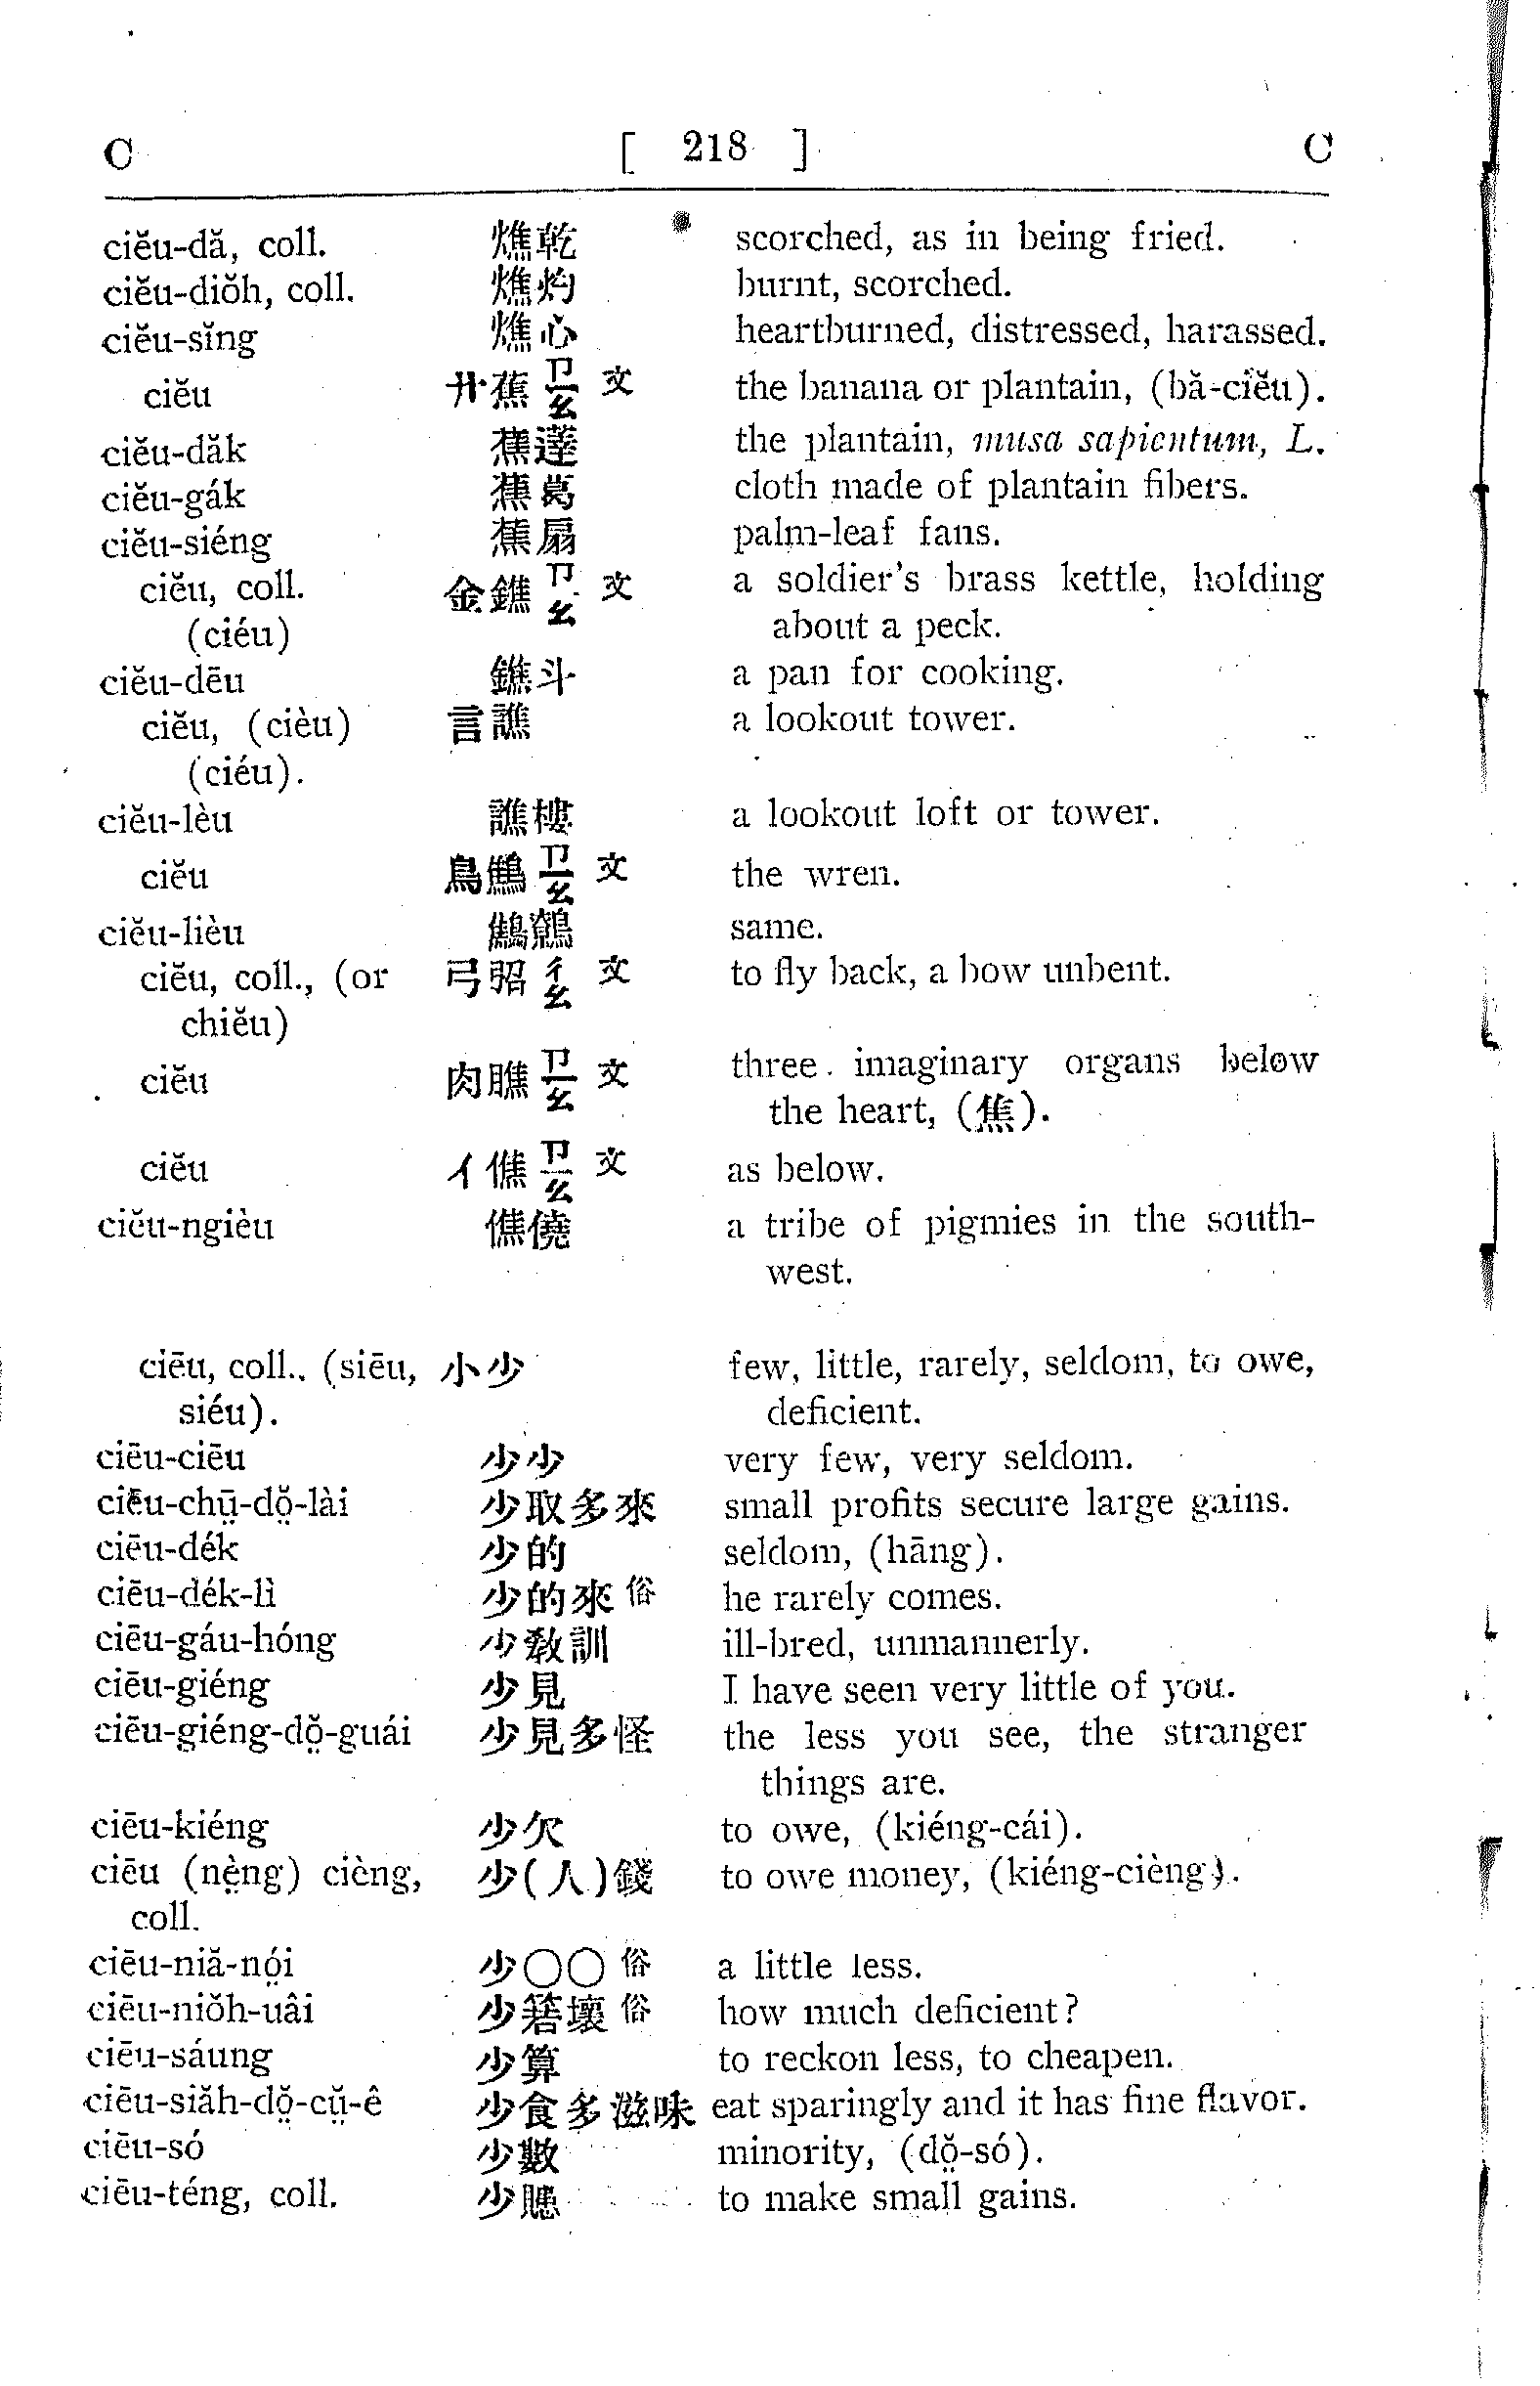 C [ 218 ] C
ciĕu-dă, coll. 燋乾 scorched, as in being fried.
ciĕu-diŏh, coll. 燋灼 burnt, scorched.
ciĕu-sĭng 燋心 heartburned, distressed, harassed.
ciĕu 艹蕉 ㄗㄧㄠ 文 the banana or plantain, (bă-ciĕu).
ciĕu-dăk 蕉薘 the plantain, musa sapientum, L.
ciĕu-gák 蕉葛 cloth made of plantain fibers.
ciĕu-siéng 蕉扇 palm-leaf fans.
ciĕu, coll. 金鐎 ㄗㄧㄠ 文 a soldier's brass kettle, holding
(ciéu) about a peck.
ciĕu-dēu 鐎斗 a pan for cooking.
ciĕu, (cièu) 言譙 a lookout tower.
(ciéu).
ciĕu-lèu 譙樓 a lookout loft or tower.
ciĕu 鳥鷦 ㄗㄧㄠ 文 the wren.
ciĕu-lièu 鷦鷯 same.
ciĕu, coll., (or 弓弨 ㄔㄠ 文 to fly back, a bow unbent.
chiĕu)
ciĕu 肉膲 ㄗㄧㄠ 文 three imaginary organs below
the heart, (焦).
ciĕu 亻僬 ㄗㄧㄠ 文 as below.
ciĕu-ngièu 僬僥 a tribe of pigmies in the south-
west.
ciēu, coll., (siēu, 小少 few, little, rarely, seldom, to owe,
siéu). deficient.
ciēu-ciēu 少少 very few, very seldom.
ciēu-chṳ̄-dŏ̤-lài 少取多來 small profits secure large gains.
ciēu-dék 少的 seldom, (hāng).
ciēu-dék-lì 少的來 俗 he rarely comes.
ciēu-gáu-hóng 少教訓 ill-bred, unmannerly.
ciēu-giéng 少見 I have seen very little of you.
ciēu-giéng-dŏ̤-guái 少見多怪 the less you see, the stranger
things are.
ciēu-kiéng 少欠 to owe, (kiéng-cái).
ciēu (nè̤ng) cièng, 少(人)錢 to owe money, (kiéng-cièng).
coll.
ciēu-niă-nó̤i 少〇〇 俗 a little less.
ciēu-niŏh-uâi 少箬壞 俗 how much deficient?
ciēu-sáung 少算 to reckon less, to cheapen.
ciēu-siăh-dŏ̤-cṳ̆-ê 少食多滋味 eat sparingly and it has fine flavor.
ciēu-só 少數 minority, (dŏ̤-só).
ciēu-téng, coll. 少 to make small gains.